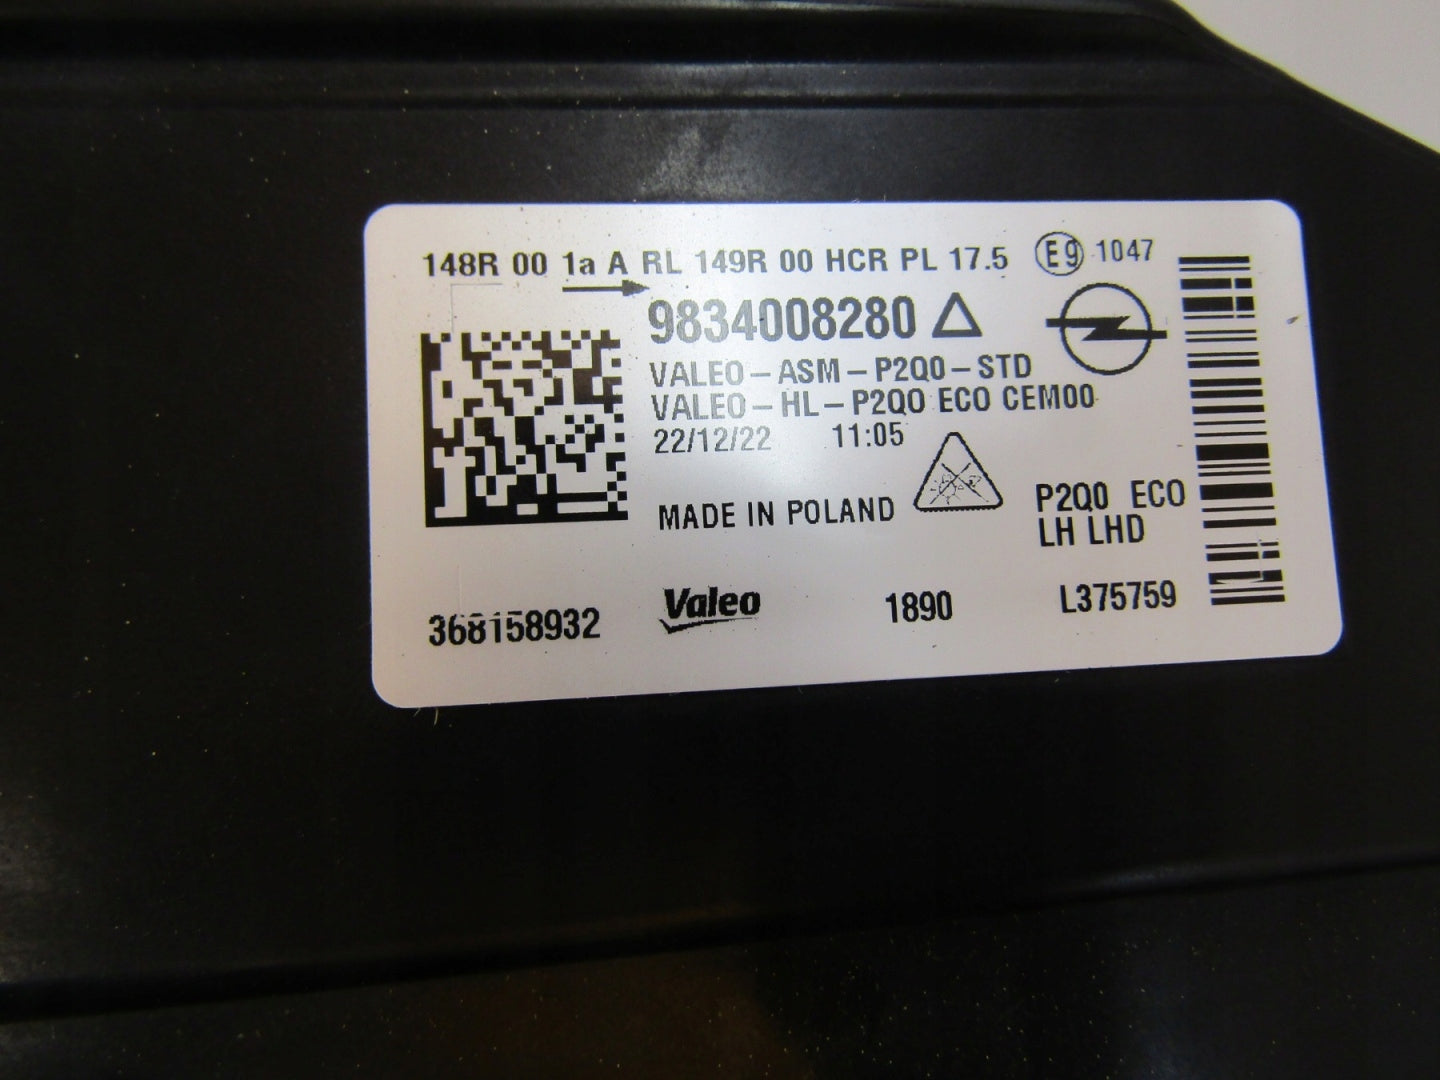 148R 00 1a A RL 149R 00 HCR PL 17.5 E9 1047
9834008280
VALEO-ASM-P2Q0-STD
VALEO-HL-P2Q0 ECO CEM00
22/12/22 11:05
MADE IN POLAND
P2Q0 ECO
LH LHD
368158932
Valeo
1890
L375759